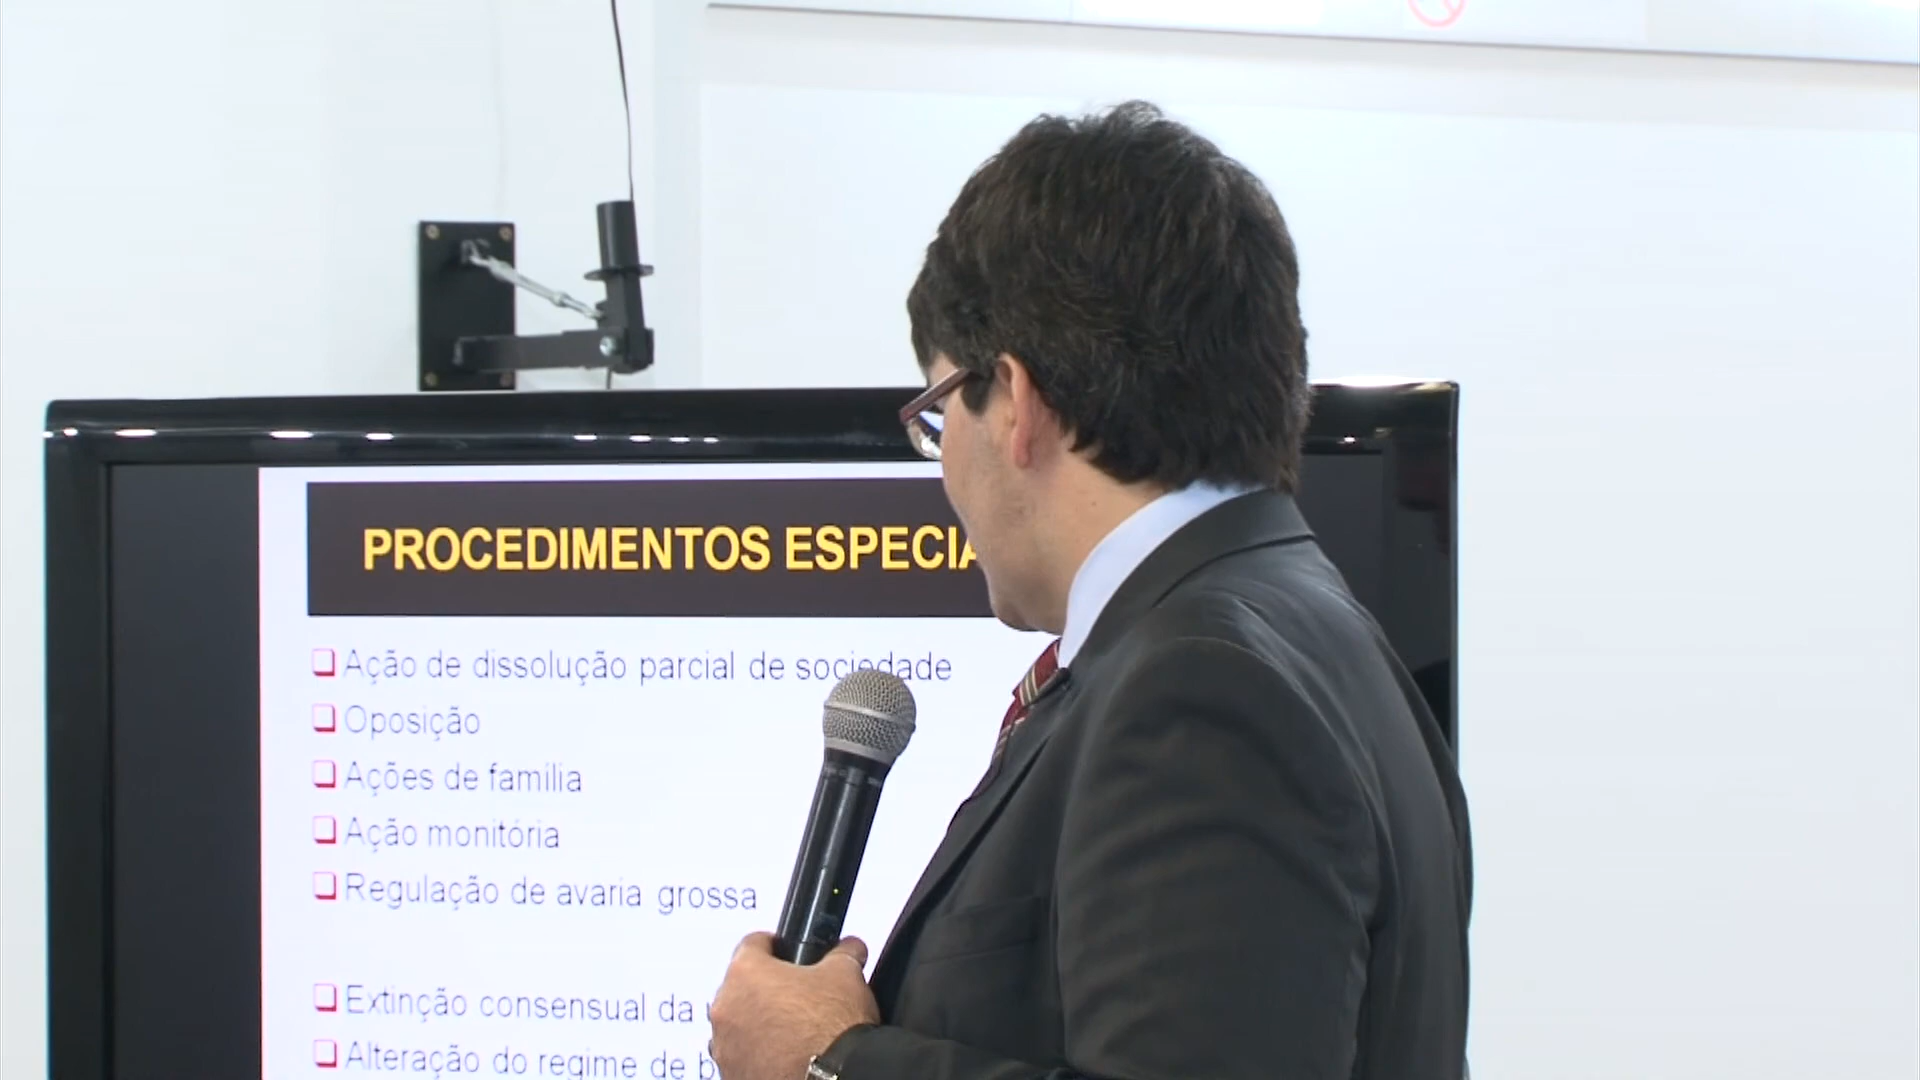 PROCEDIMENTOS ESPECIA
Ação de dissolução parcial de sociedade
Oposição
Ações de família
Ação monitória
Regulação de avaria grossa
Extinção consensual da
Alteração do regime de b